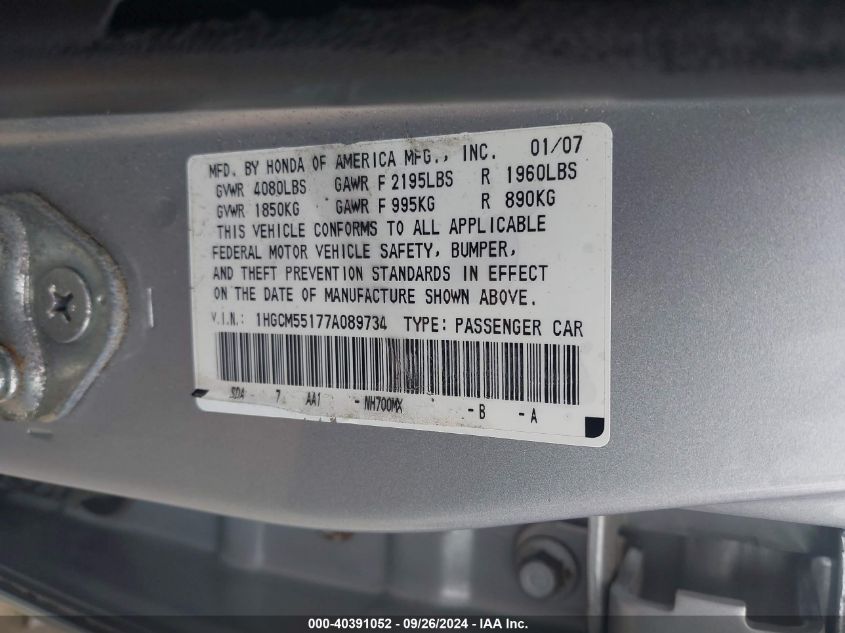 MFD. BY HONDA OF AMERICA MFG., INC. 01/07
GVWR 4080LBS GAWR F 2195LBS R 1960LBS
GVWR 1850KG GAWR F 995KG R 890KG
THIS VEHICLE CONFORMS TO ALL APPLICABLE
FEDERAL MOTOR VEHICLE SAFETY, BUMPER,
AND THEFT PREVENTION STANDARDS IN EFFECT
ON THE DATE OF MANUFACTURE SHOWN ABOVE.
V.I.N.: 1HGCM55177A089734 TYPE: PASSENGER CAR
SDA 7 AA1 - NH700MX - B - A
000-40391052 - 09/26/2024 - IAA Inc.